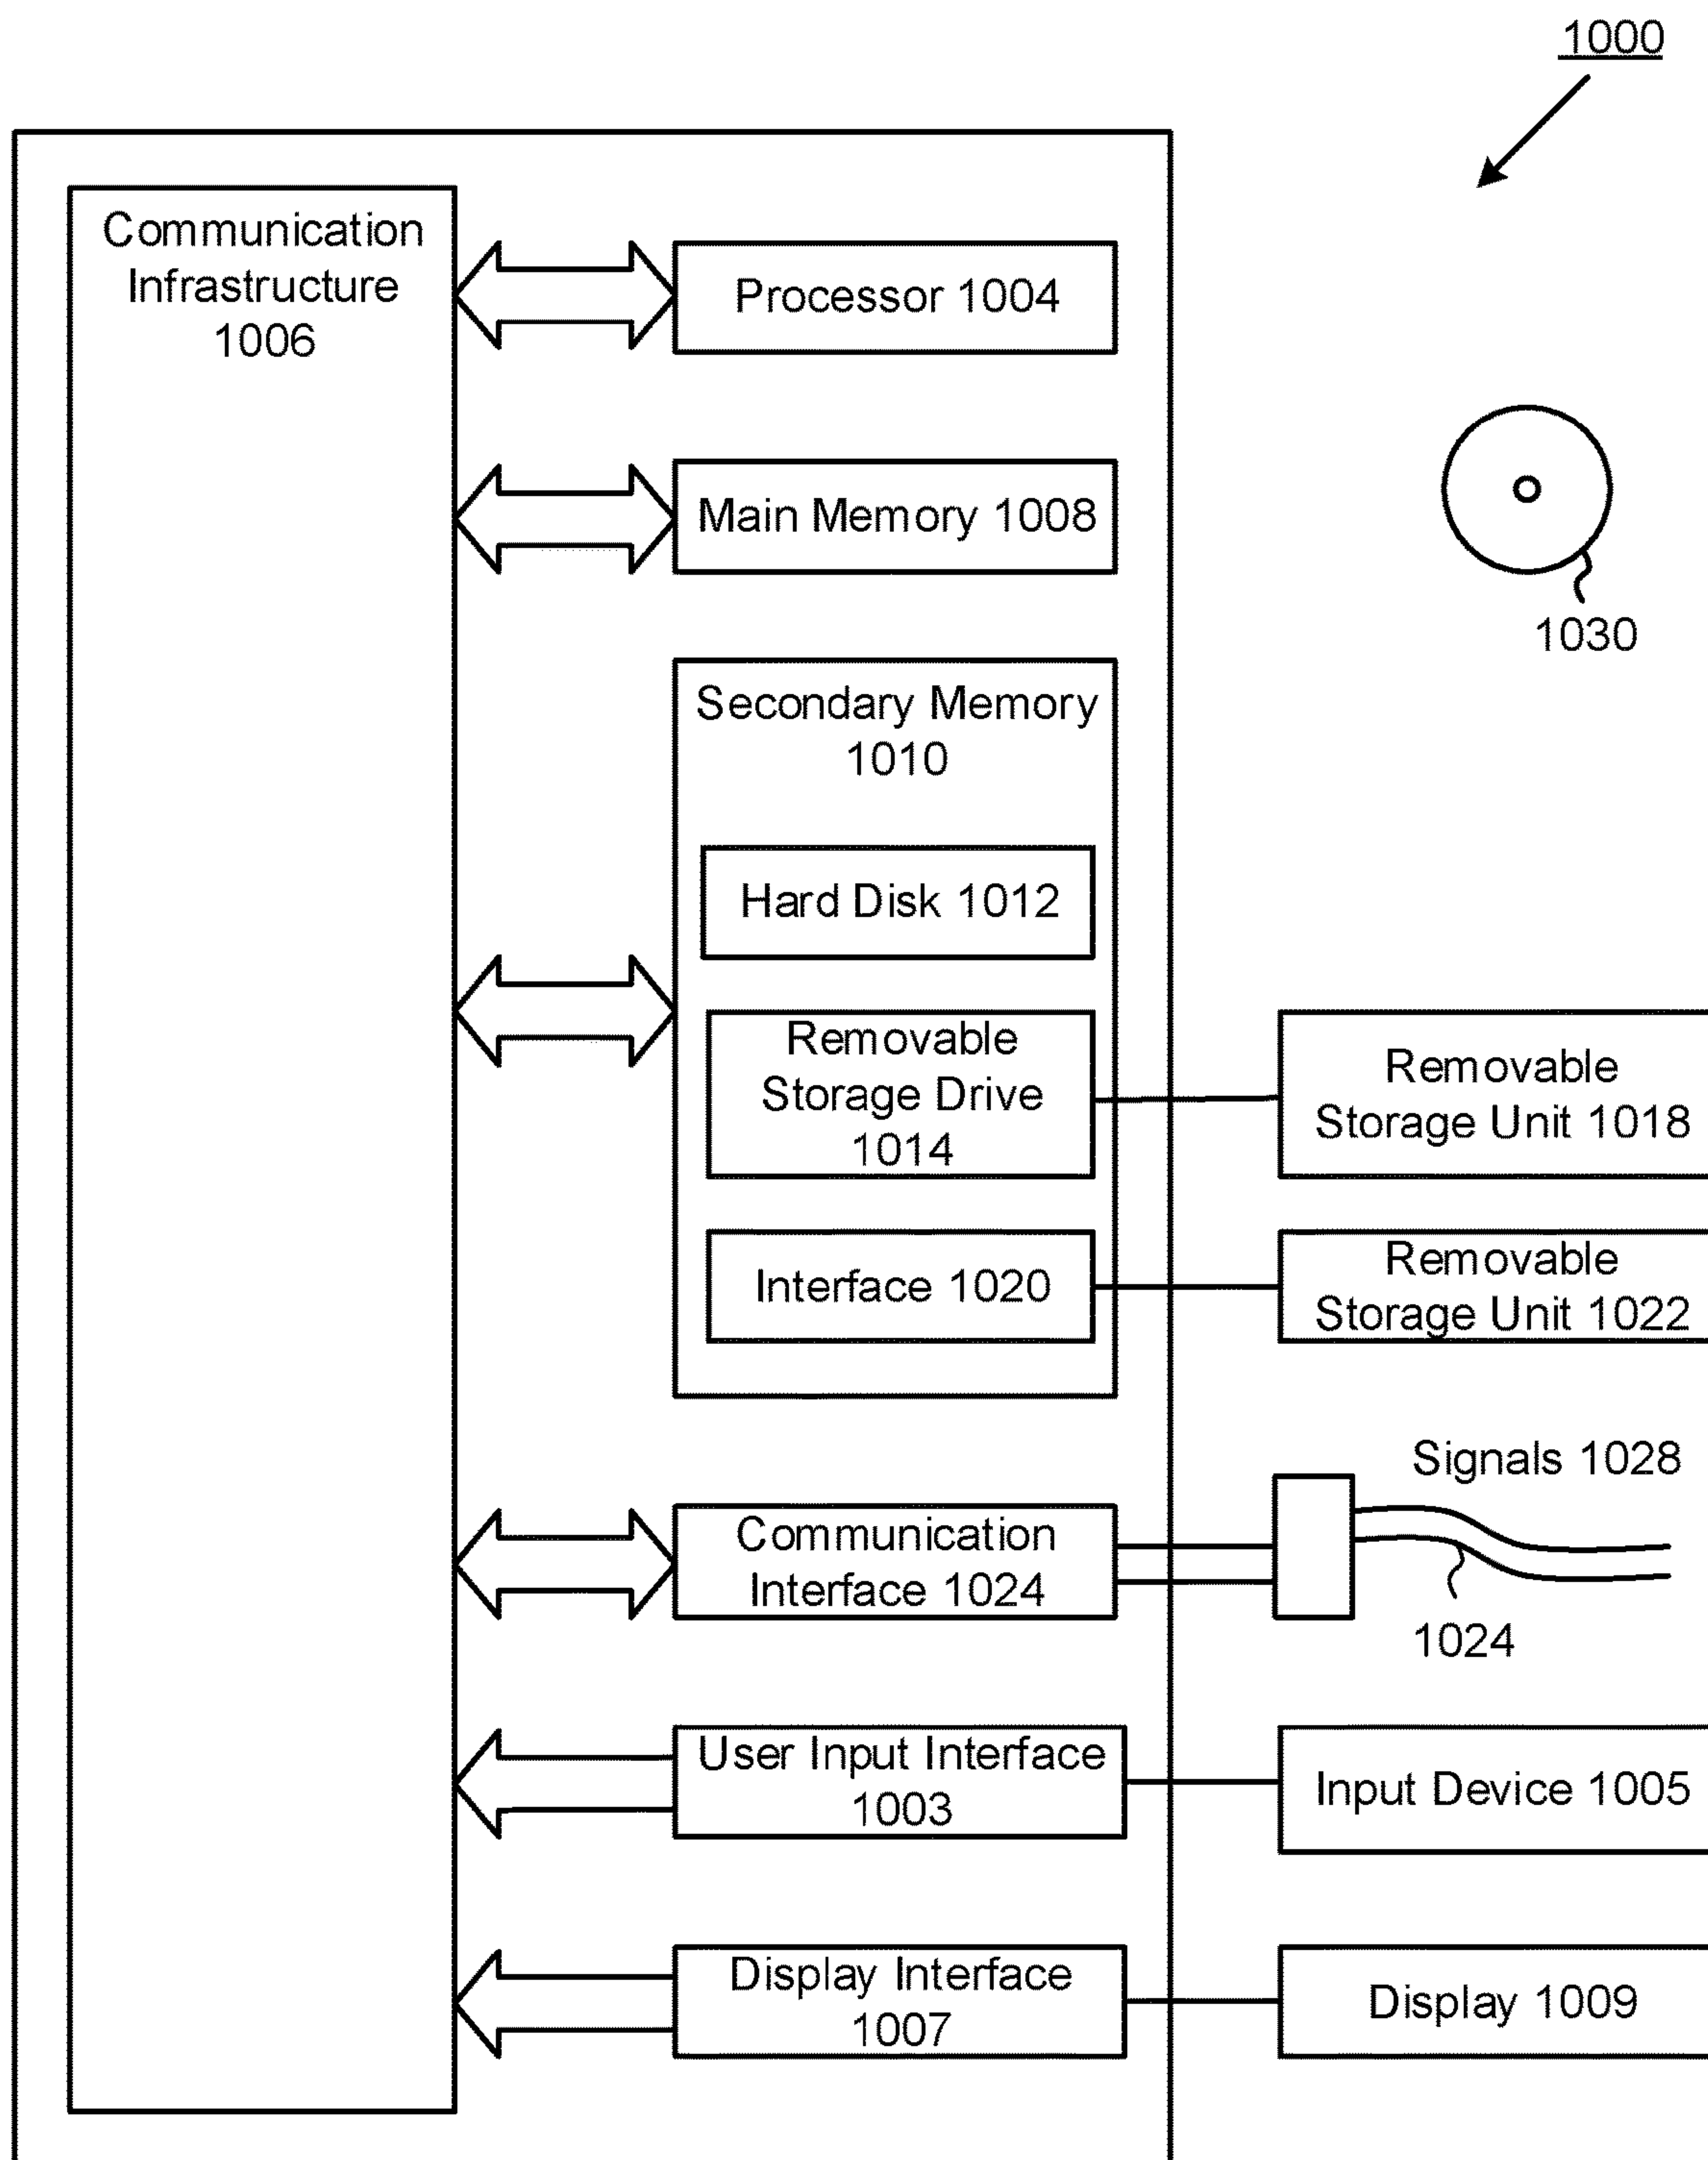 1000
Communication
Infrastructure
1006
Processor 1004
Main Memory 1008
1030
Secondary Memory
1010
Hard Disk 1012
Removable
Storage Drive
1014
Removable
Storage Unit 1018
Interface 1020
Removable
Storage Unit 1022
Signals 1028
Communication
Interface 1024
1024
User Input Interface
1003
Input Device 1005
Display Interface
1007
Display 1009